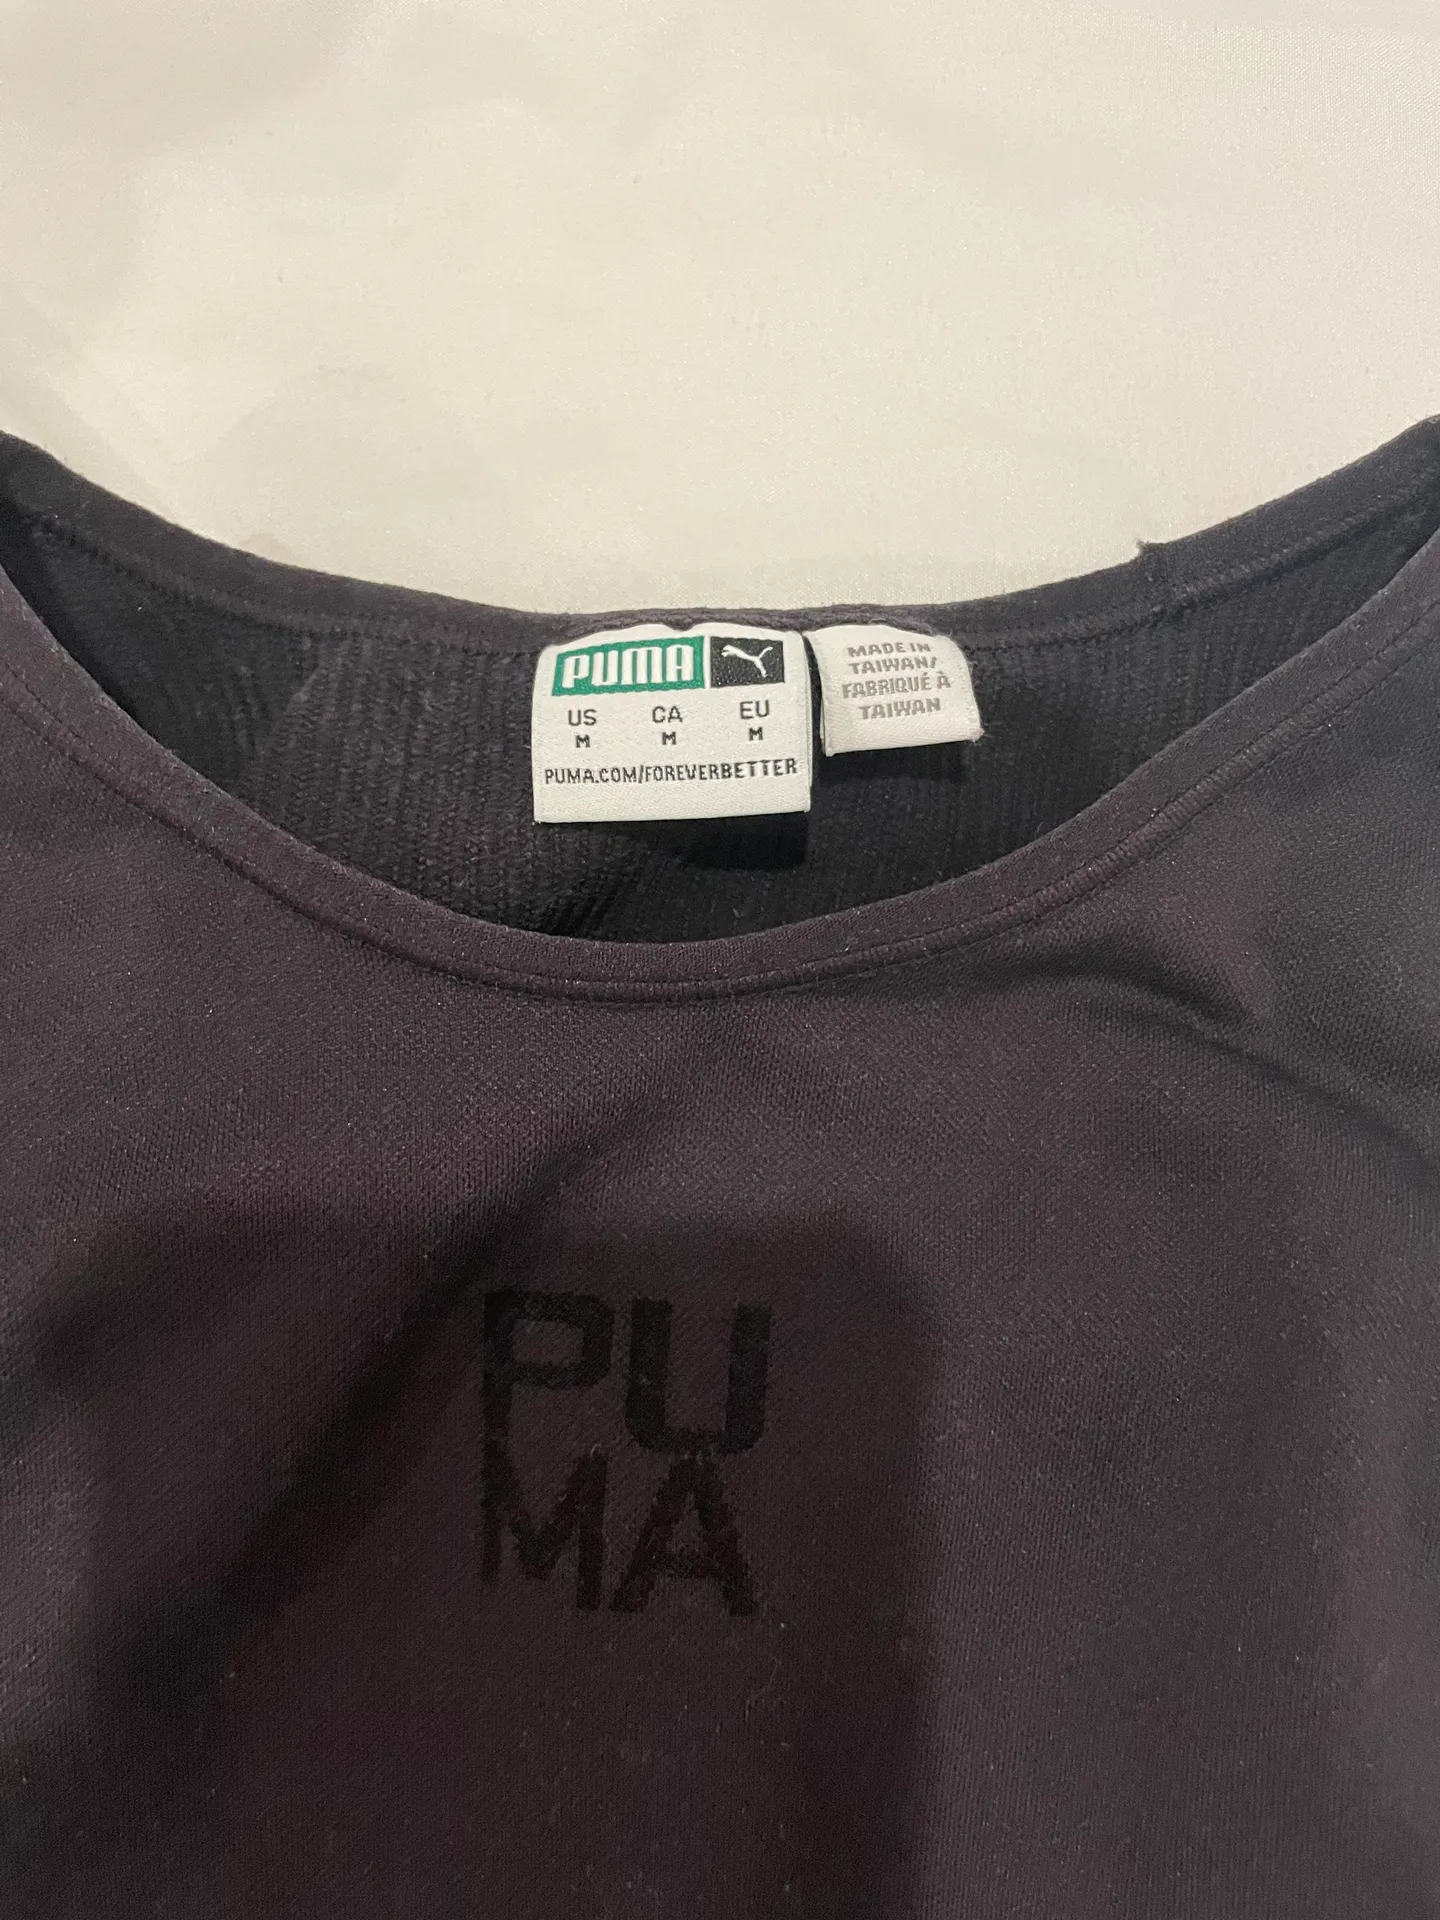 PUMA
US CA EU
M M M
PUMA.COM/FOREVERBETTER
MADE IN
TAIWAN/
FABRIQUÉ À
TAIWAN
PU
MA